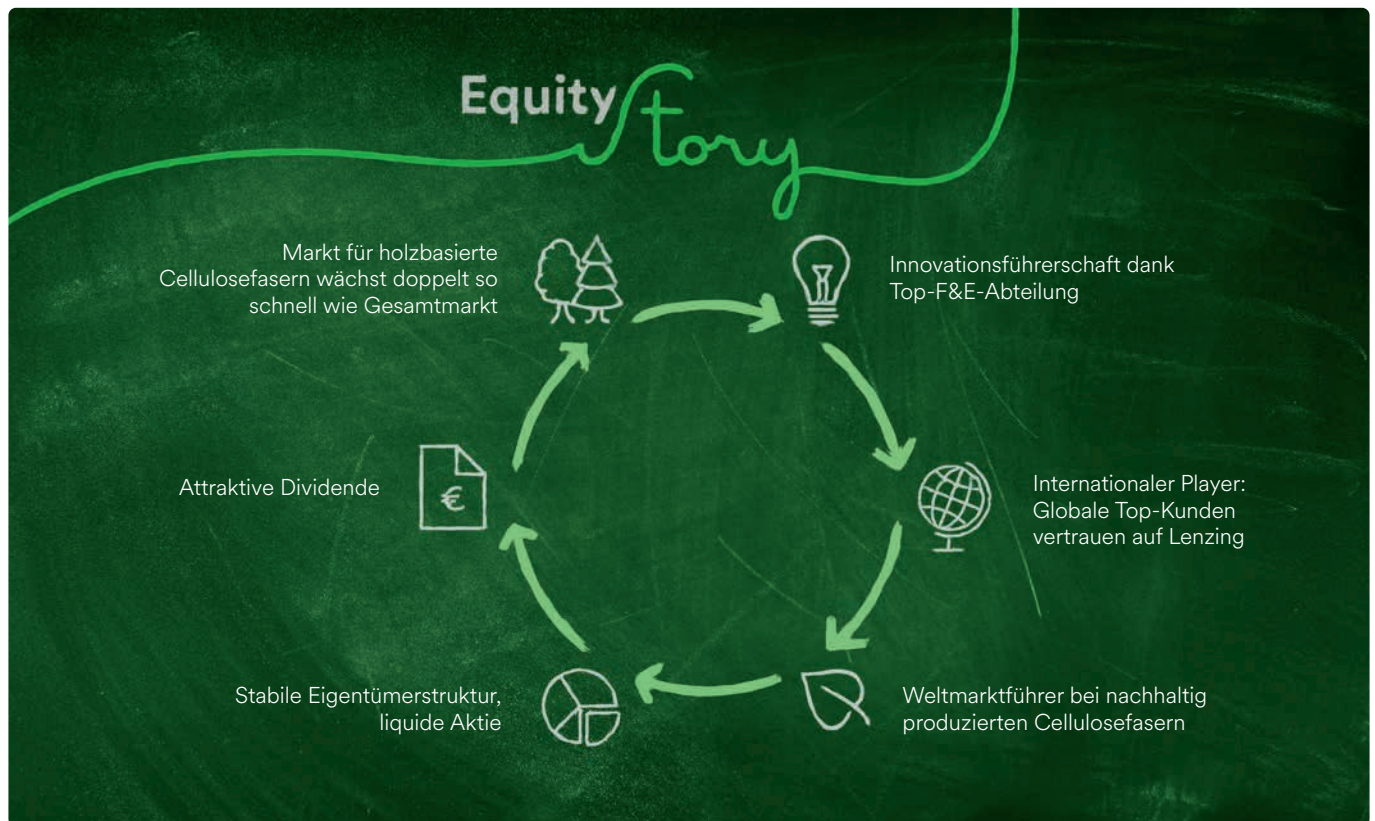 Equity Story
Markt für holzbasierte
Cellulosefasern wächst doppelt so
schnell wie Gesamtmarkt
Innovationsführerschaft dank
Top-F&E-Abteilung
Internationaler Player:
Globale Top-Kunden
vertrauen auf Lenzing
Weltmarktführer bei nachhaltig
produzierten Cellulosefasern
Stabile Eigentümerstruktur,
liquide Aktie
Attraktive Dividende
€